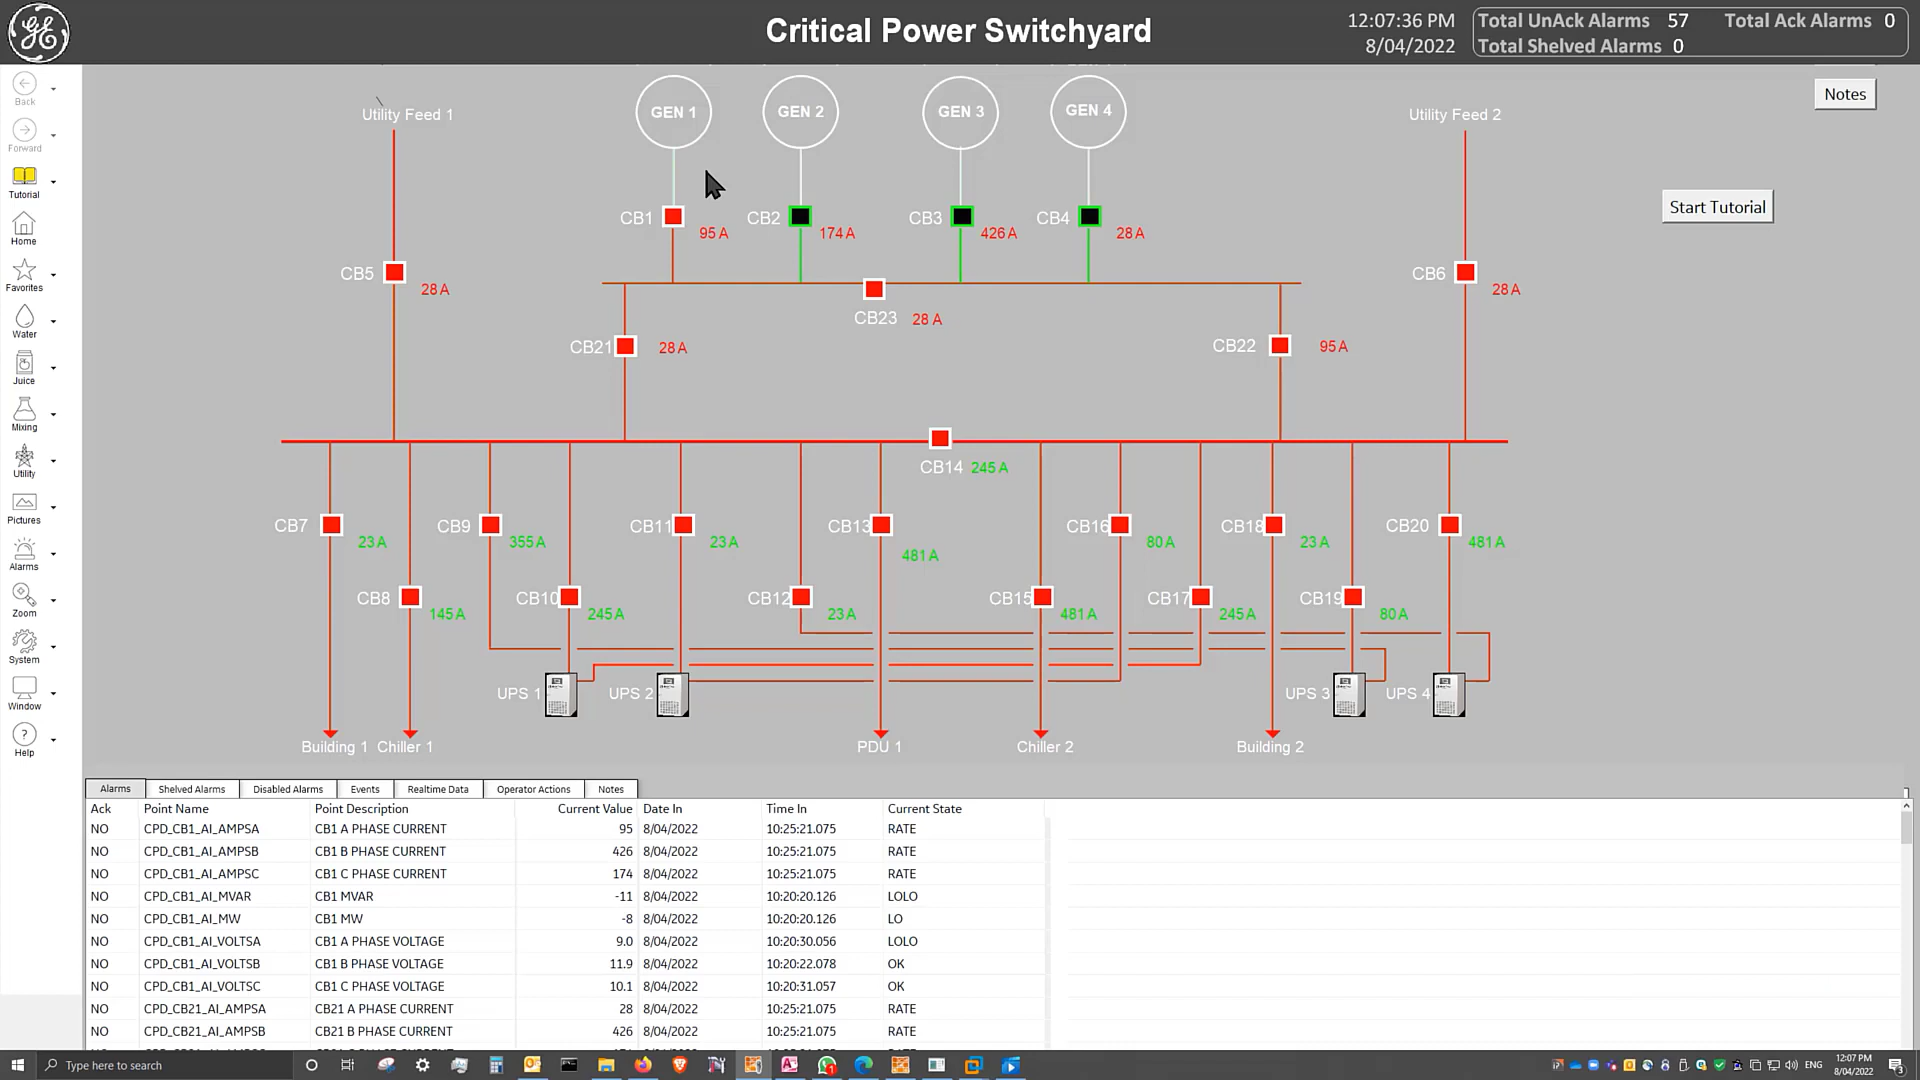 GE
Critical Power Switchyard
12:07:36 PM
8/04/2022
Total UnAck Alarms 57
Total Ack Alarms 0
Total Shelved Alarms 0
Notes
Start Tutorial
Back
Forward
Tutorial
Home
Favorites
Water
Juice
Mixing
Utility
Pictures
Alarms
Zoom
System
Window
Help
Utility Feed 1
GEN 1
GEN 2
GEN 3
GEN 4
Utility Feed 2
CB1
95 A
CB2
174 A
CB3
426 A
CB4
28 A
CB5
28 A
CB6
28 A
CB23
28 A
CB21
28 A
CB22
95 A
CB14 245 A
CB7
23 A
CB9
355 A
CB11
23 A
CB13
481 A
CB16
80 A
CB18
23 A
CB20
481 A
CB8
145 A
CB10
245 A
CB12
23 A
CB15
481 A
CB17
245 A
CB19
80 A
UPS 1
UPS 2
UPS 3
UPS 4
Building 1
Chiller 1
PDU 1
Chiller 2
Building 2
Alarms
Shelved Alarms
Disabled Alarms
Events
Realtime Data
Operator Actions
Notes
Ack Point Name Point Description Current Value Date In Time In Current State
NO CPD_CB1_AI_AMPSA CB1 A PHASE CURRENT 95 8/04/2022 10:25:21.075 RATE
NO CPD_CB1_AI_AMPSB CB1 B PHASE CURRENT 426 8/04/2022 10:25:21.075 RATE
NO CPD_CB1_AI_AMPSC CB1 C PHASE CURRENT 174 8/04/2022 10:25:21.075 RATE
NO CPD_CB1_AI_MVAR CB1 MVAR -11 8/04/2022 10:20:20.126 LOLO
NO CPD_CB1_AI_MW CB1 MW -8 8/04/2022 10:20:20.126 LO
NO CPD_CB1_AI_VOLTSA CB1 A PHASE VOLTAGE 9.0 8/04/2022 10:20:30.056 LOLO
NO CPD_CB1_AI_VOLTSB CB1 B PHASE VOLTAGE 11.9 8/04/2022 10:20:22.078 OK
NO CPD_CB1_AI_VOLTSC CB1 C PHASE VOLTAGE 10.1 8/04/2022 10:20:31.057 OK
NO CPD_CB21_AI_AMPSA CB21 A PHASE CURRENT 28 8/04/2022 10:25:21.075 RATE
NO CPD_CB21_AI_AMPSB CB21 B PHASE CURRENT 426 8/04/2022 10:25:21.075 RATE
Type here to search
ENG
12:07 PM
8/04/2022